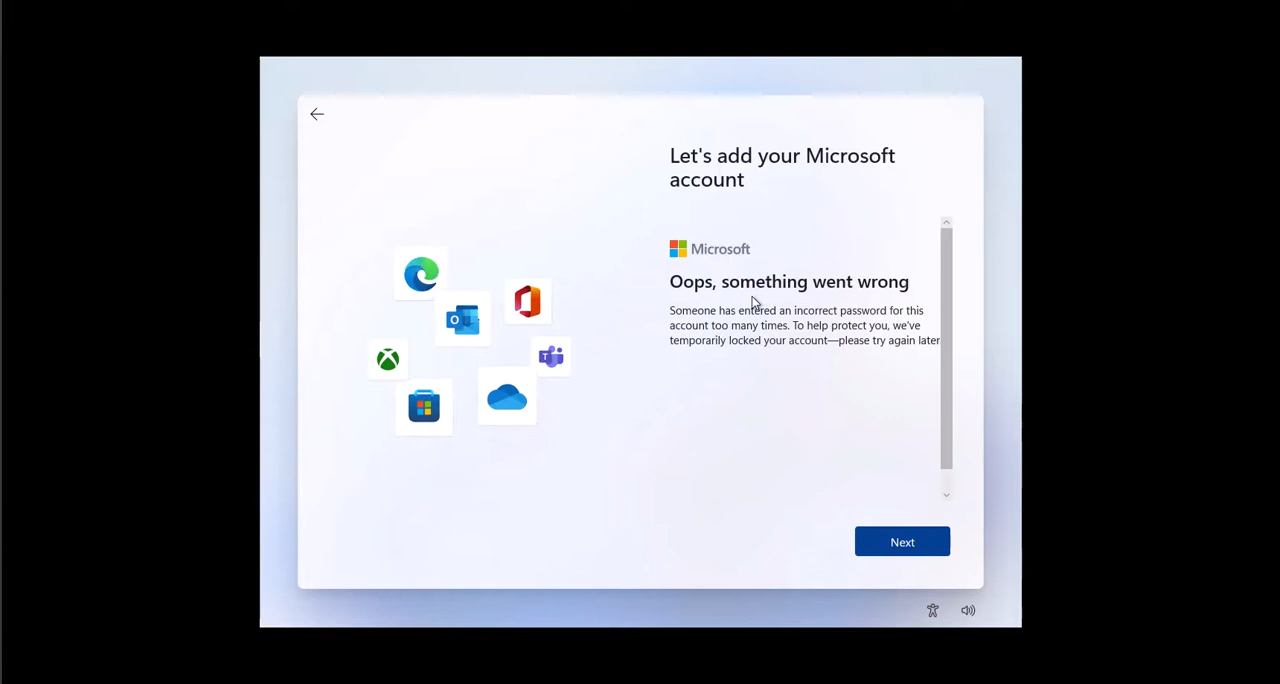 Let's add your Microsoft
account
Microsoft
Oops, something went wrong
Someone has entered an incorrect password for this
account too many times. To help protect you, we've
temporarily locked your account—please try again later
Next